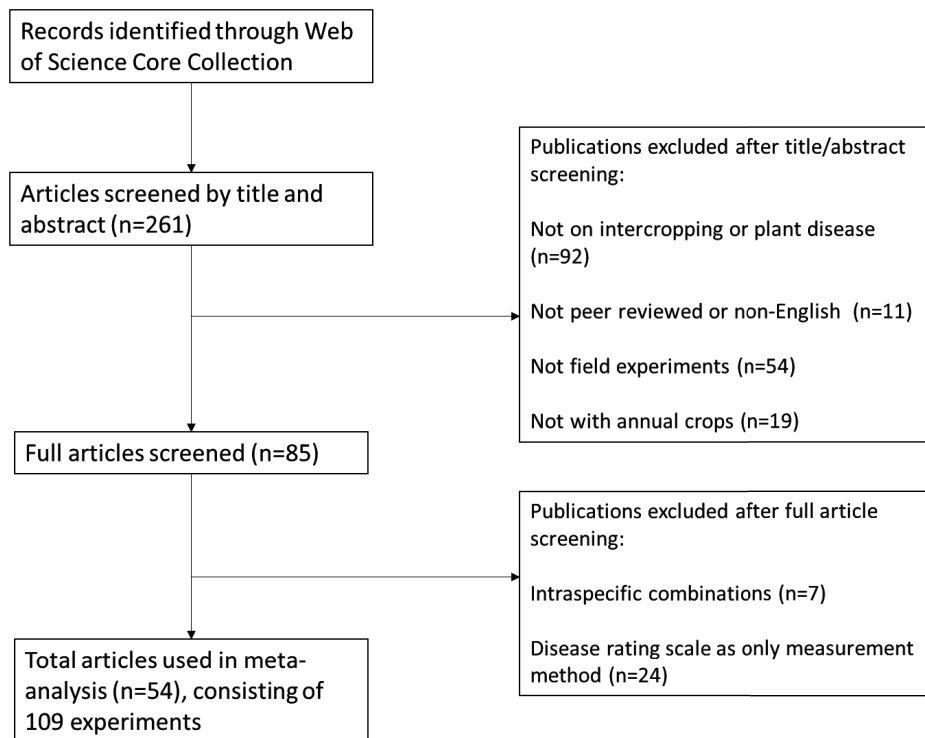 Records identified through Web
of Science Core Collection
Articles screened by title and
abstract (n=261)
Publications excluded after title/abstract
screening:
Not on intercropping or plant disease
(n=92)
Not peer reviewed or non-English (n=11)
Not field experiments (n=54)
Not with annual crops (n=19)
Full articles screened (n=85)
Publications excluded after full article
screening:
Intraspecific combinations (n=7)
Disease rating scale as only measurement
method (n=24)
Total articles used in meta-
analysis (n=54), consisting of
109 experiments